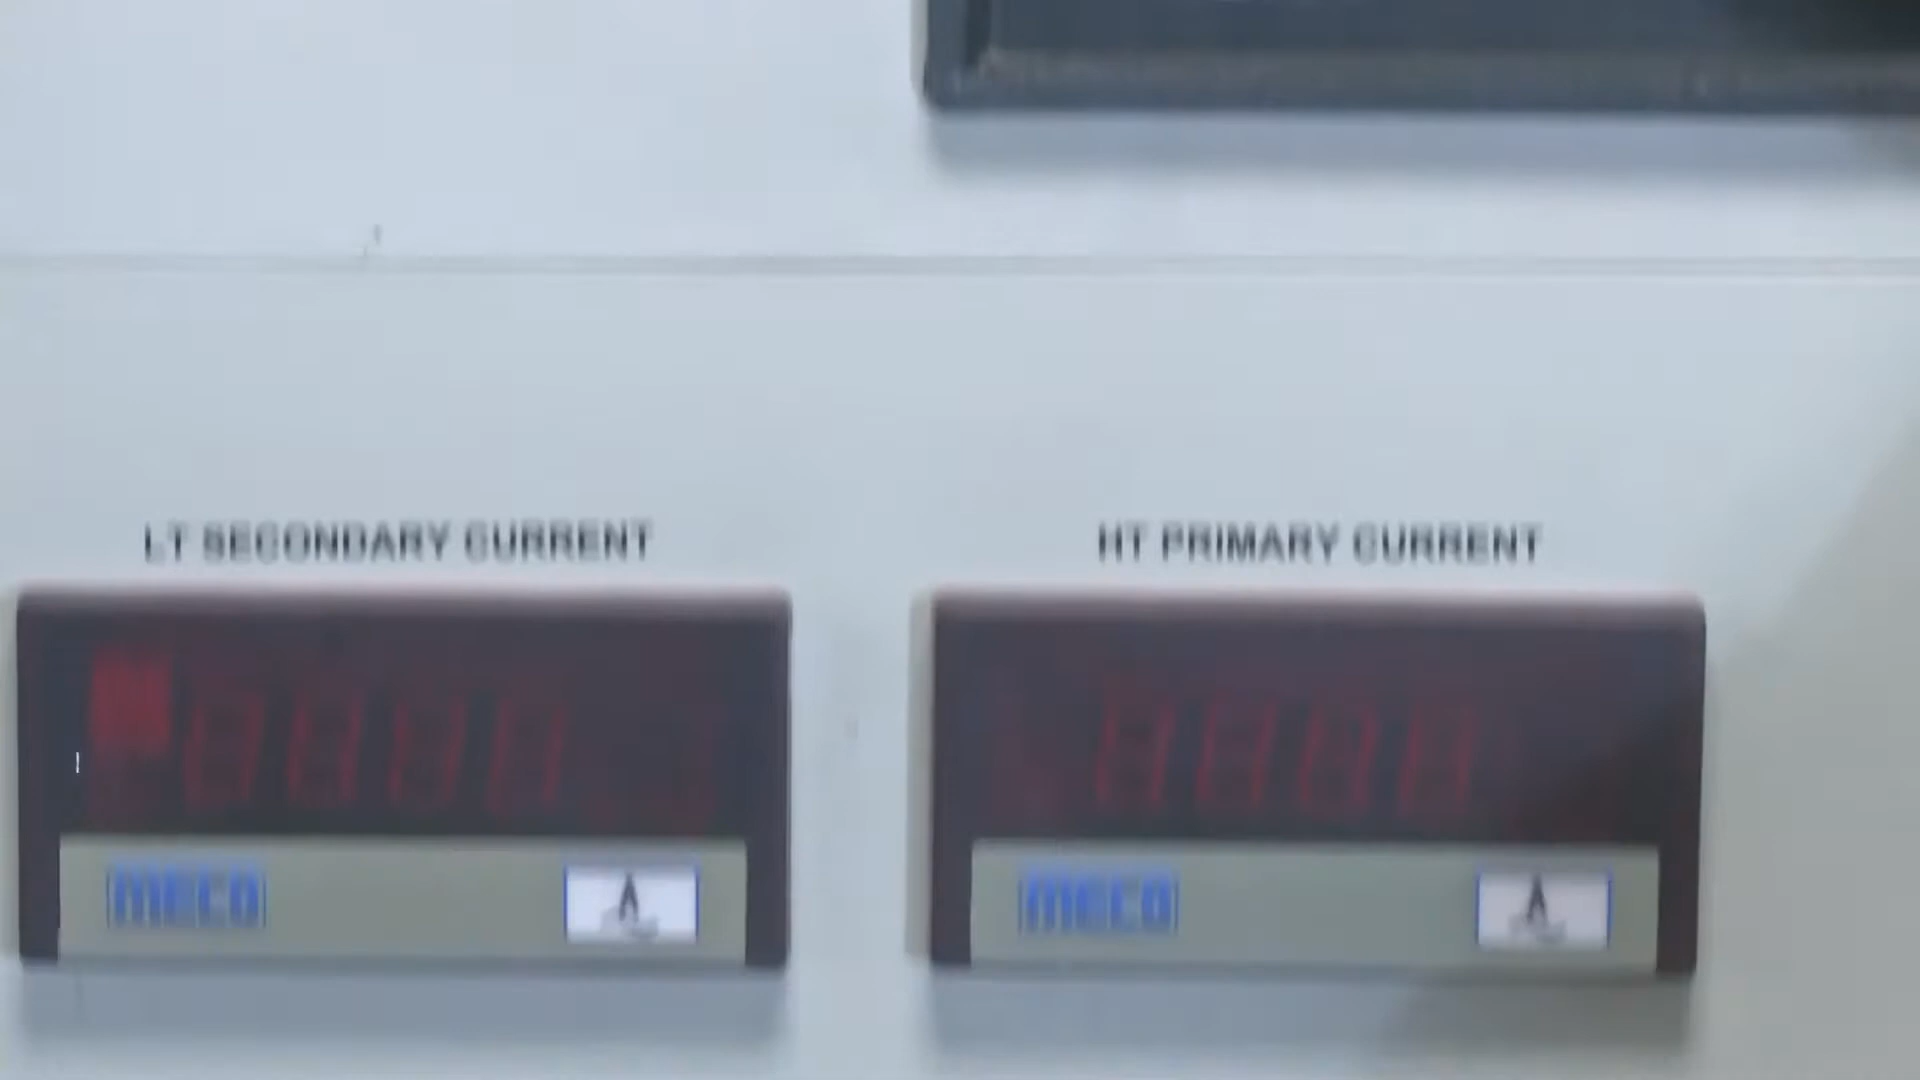 LT SECONDARY CURRENT
HT PRIMARY CURRENT
meco
A
meco
A